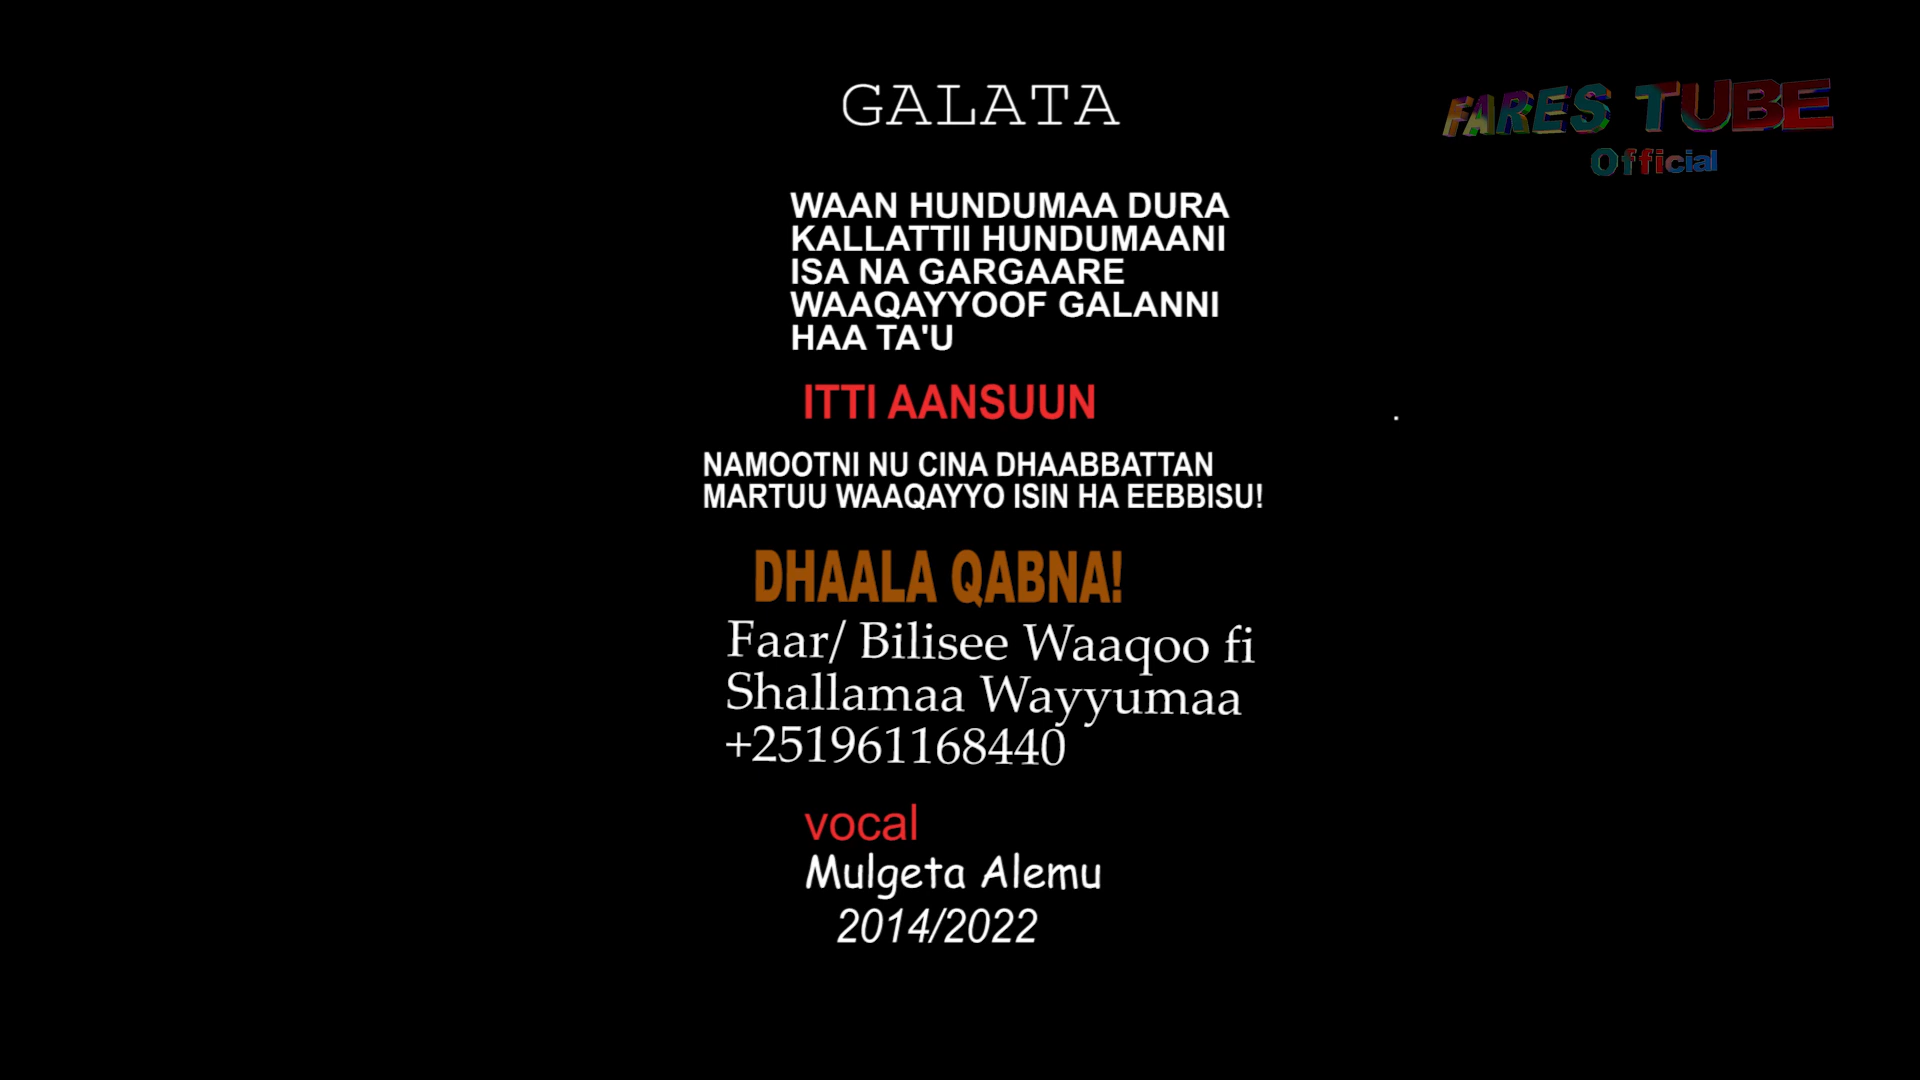 GALATA
FARES TUBE
Official
WAAN HUNDUMAA DURA
KALLATTII HUNDUMAANI
ISA NA GARGAARE
WAAQAYYOOF GALANNI
HAA TA'U
ITTI AANSUUN
NAMOOTNI NU CINA DHAABBATTAN
MARTUU WAAQAYYO ISIN HA EEBBISU!
DHAALA QABNA!
Faar/ Bilisee Waaqoo fi
Shallamaa Wayyumaa
+251961168440
vocal
Mulgeta Alemu
2014/2022